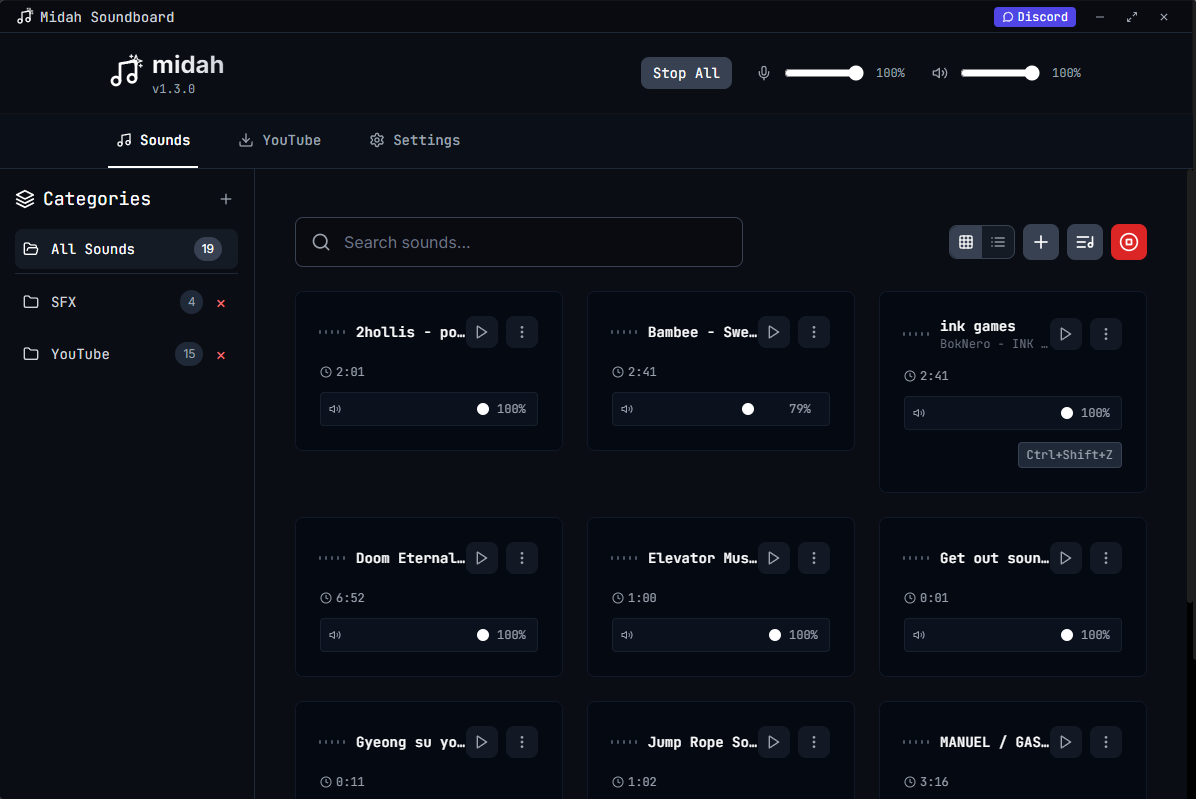 Midah Soundboard
Discord
midah
v1.3.0
Stop All
100%
100%
Sounds
YouTube
Settings
Categories
All Sounds
19
SFX
4
YouTube
15
Search sounds...
2hollis - po…
2:01
100%
Bambee - Swe…
2:41
79%
ink games
BokNero - INK …
2:41
100%
Ctrl+Shift+Z
Doom Eternal…
6:52
100%
Elevator Mus…
1:00
100%
Get out soun…
0:01
100%
Gyeong su yo…
0:11
Jump Rope So…
1:02
MANUEL / GAS…
3:16